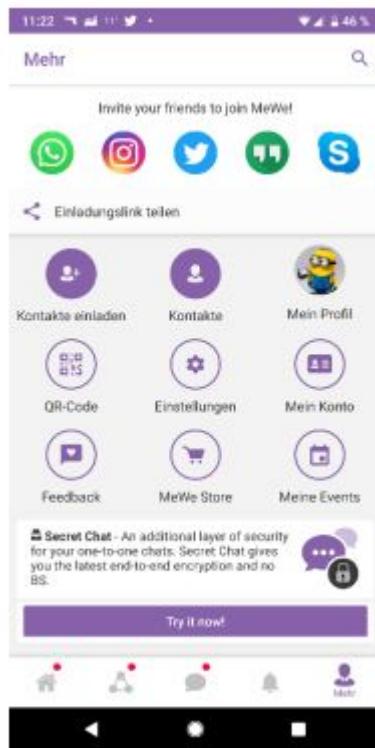 11:22 46 %
Mehr
Invite your friends to join MeWe!
Einladungslink teilen
Kontakte einladen Kontakte Mein Profil
QR-Code Einstellungen Mein Konto
Feedback MeWe Store Meine Events
Secret Chat - An additional layer of security
for your one-to-one chats. Secret Chat gives
you the latest end-to-end encryption and no
BS.
Try it now!
Mehr